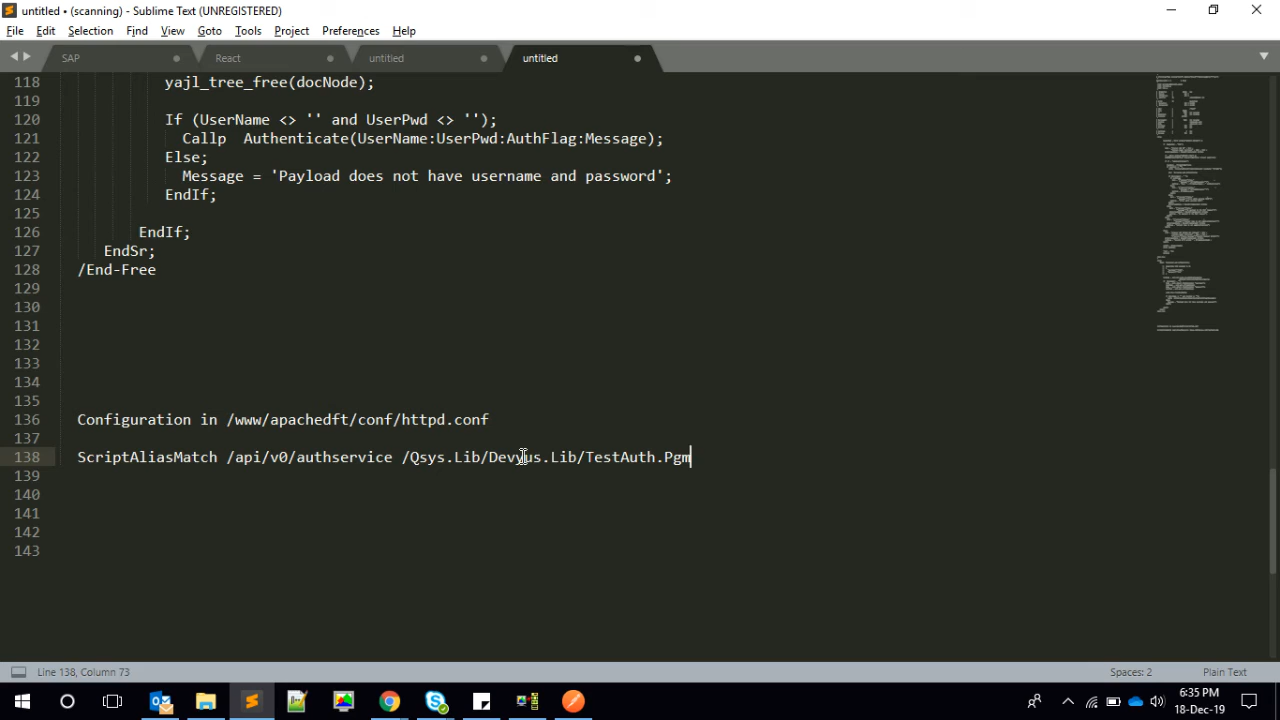 untitled • (scanning) - Sublime Text (UNREGISTERED)
File Edit Selection Find View Goto Tools Project Preferences Help
SAP React untitled untitled
118 yajl_tree_free(docNode);
119
120 If (UserName <> '' and UserPwd <> '');
121 Callp Authenticate(UserName:UserPwd:AuthFlag:Message);
122 Else;
123 Message = 'Payload does not have username and password';
124 EndIf;
125
126 EndIf;
127 EndSr;
128 /End-Free
129
130
131
132
133
134
135
136 Configuration in /www/apachedft/conf/httpd.conf
137
138 ScriptAliasMatch /api/v0/authservice /Qsys.Lib/Devyus.Lib/TestAuth.Pgm
139
140
141
142
143
Line 138, Column 73 Spaces: 2 Plain Text
6:35 PM
18-Dec-19